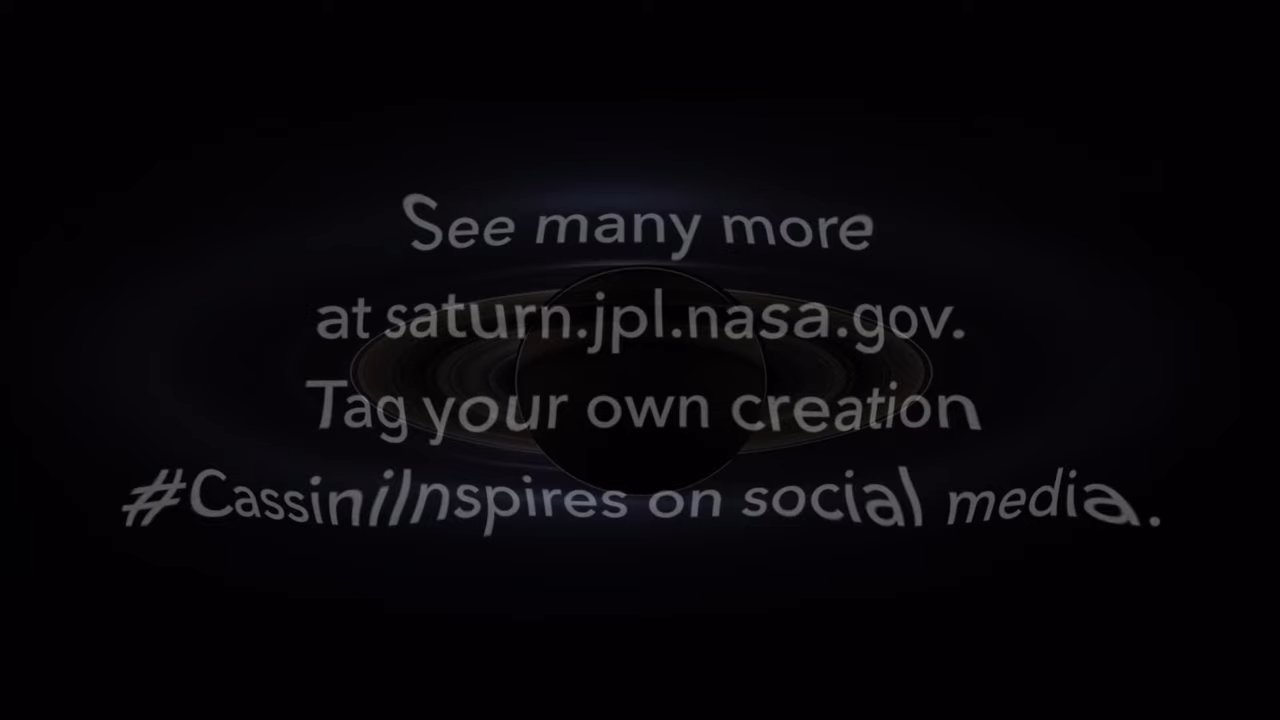 See many more
at saturn.jpl.nasa.gov.
Tag your own creation
#CassiniInspires on social media.